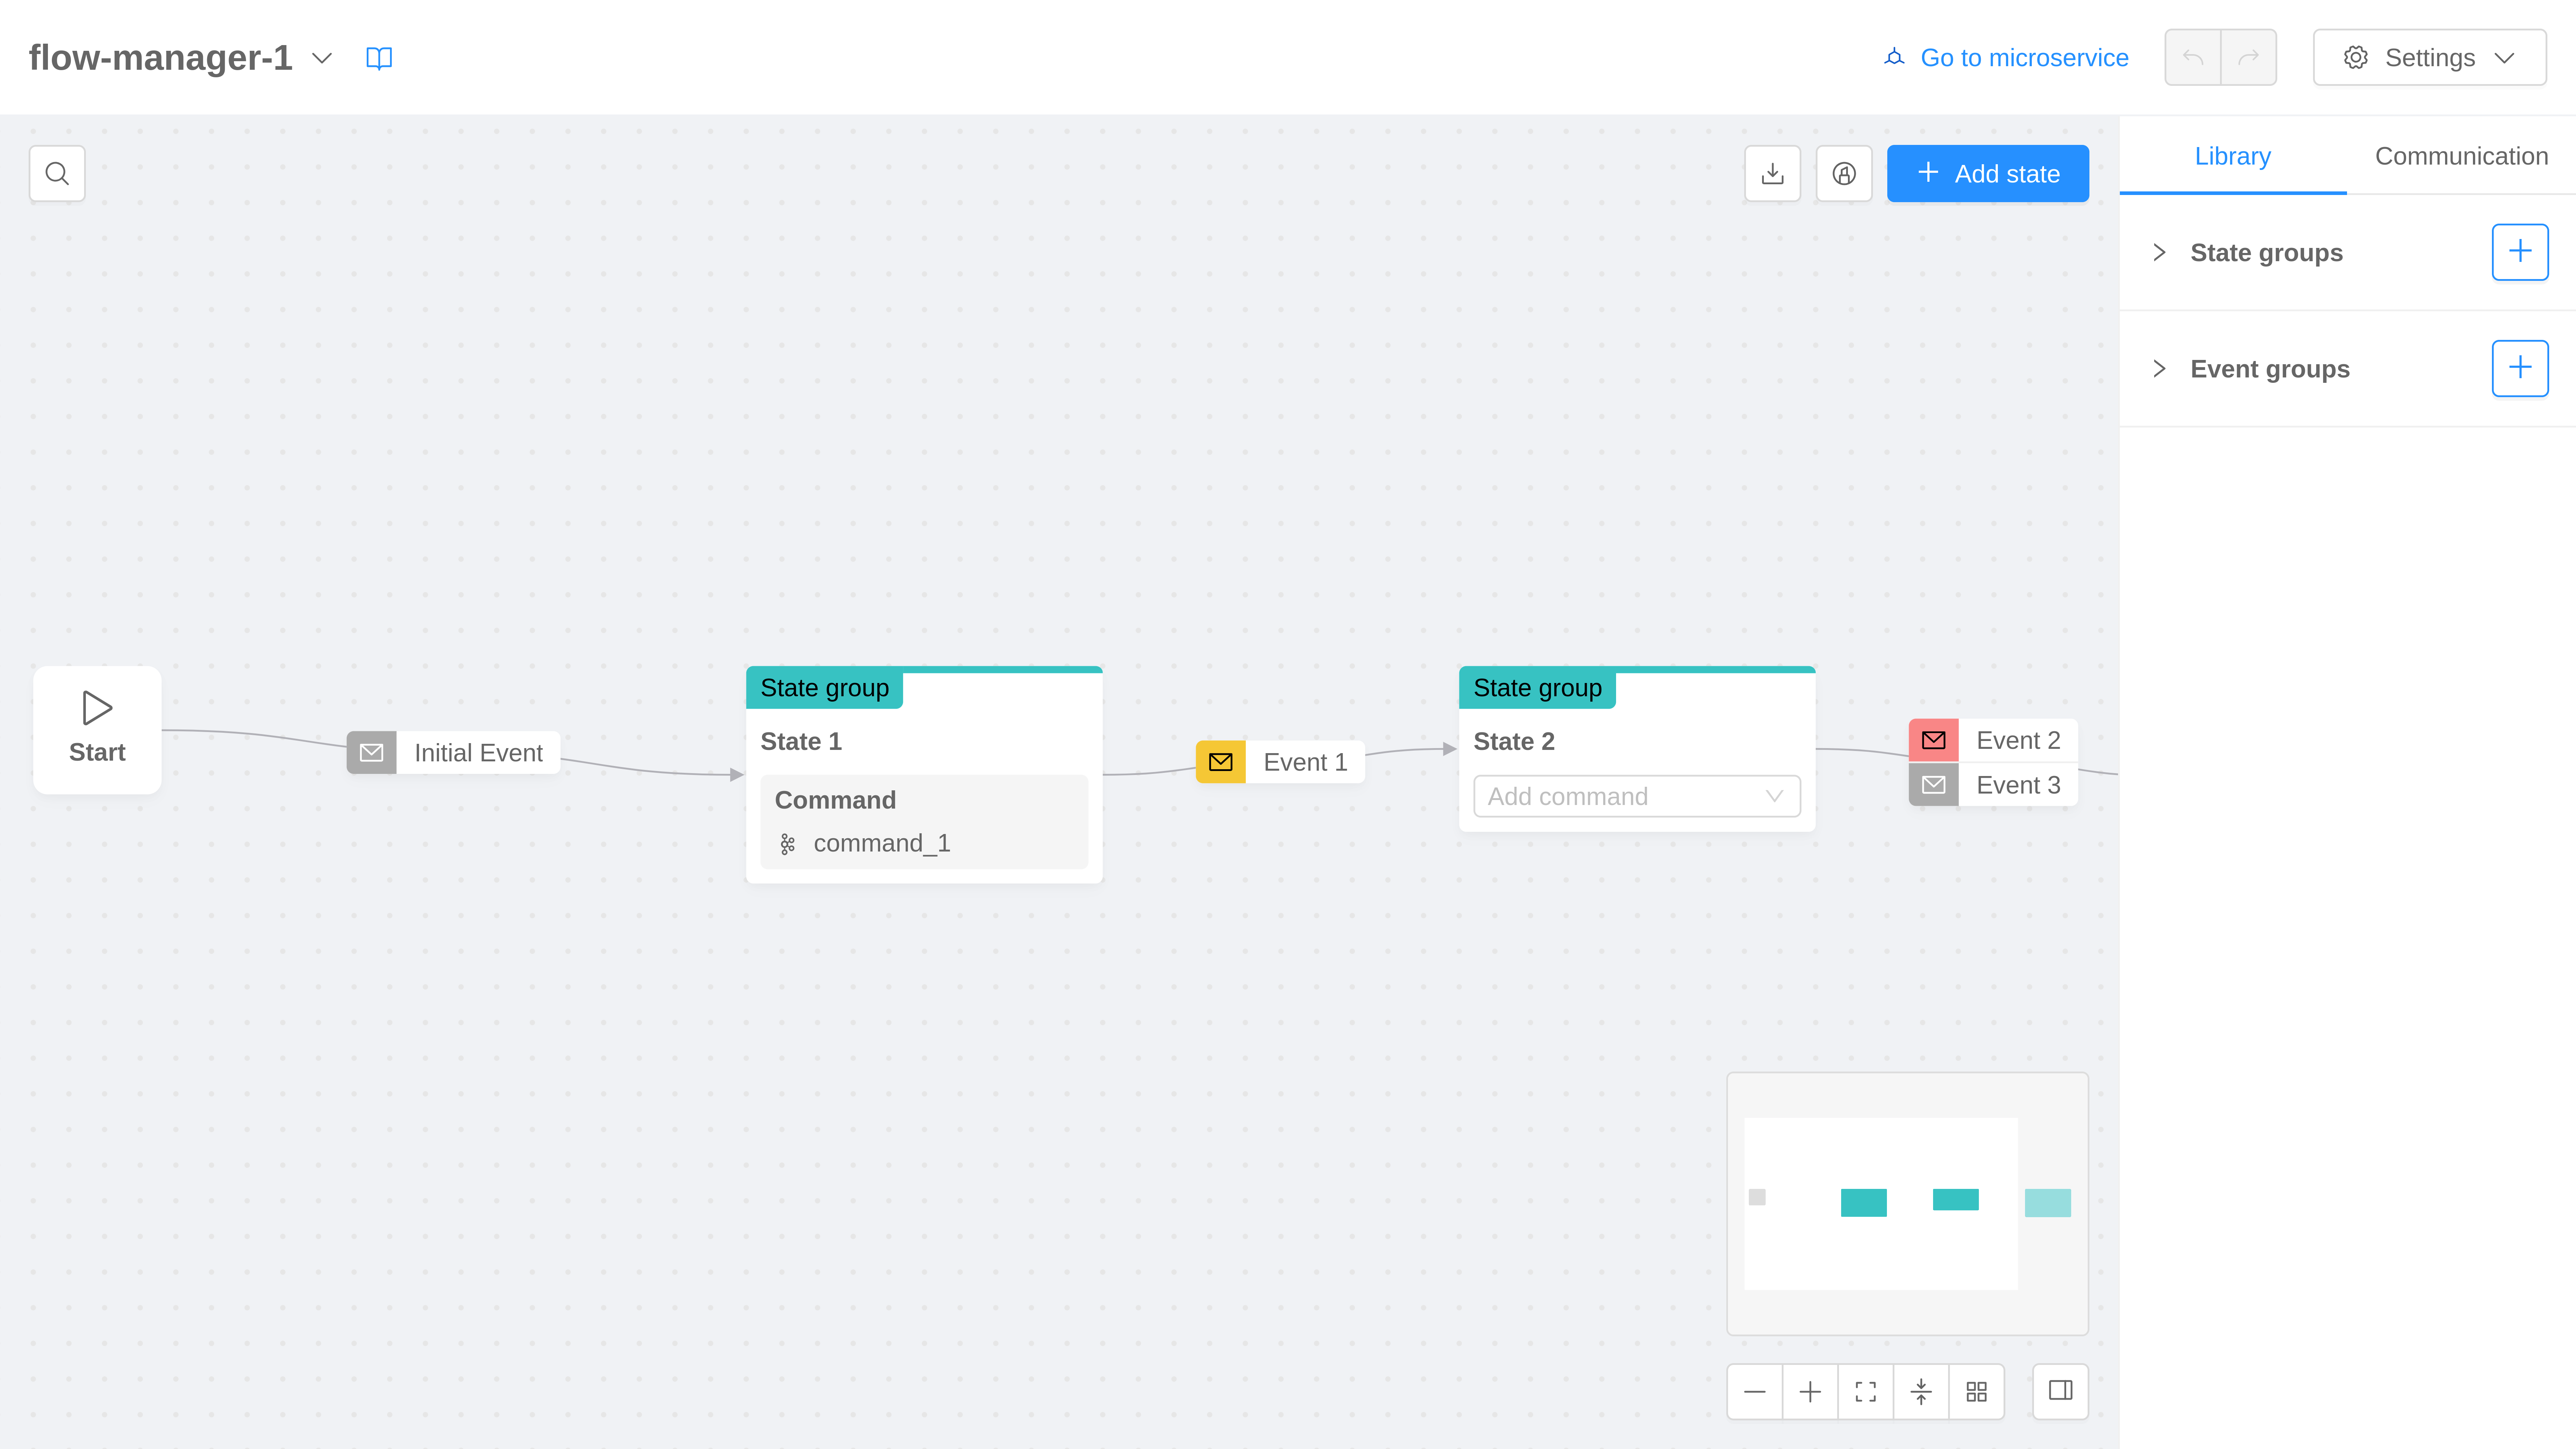 flow-manager-1
Go to microservice
Settings
Add state
Library
Communication
State groups
Event groups
Start
Initial Event
State group
State 1
Command
command_1
Event 1
State group
State 2
Add command
Event 2
Event 3